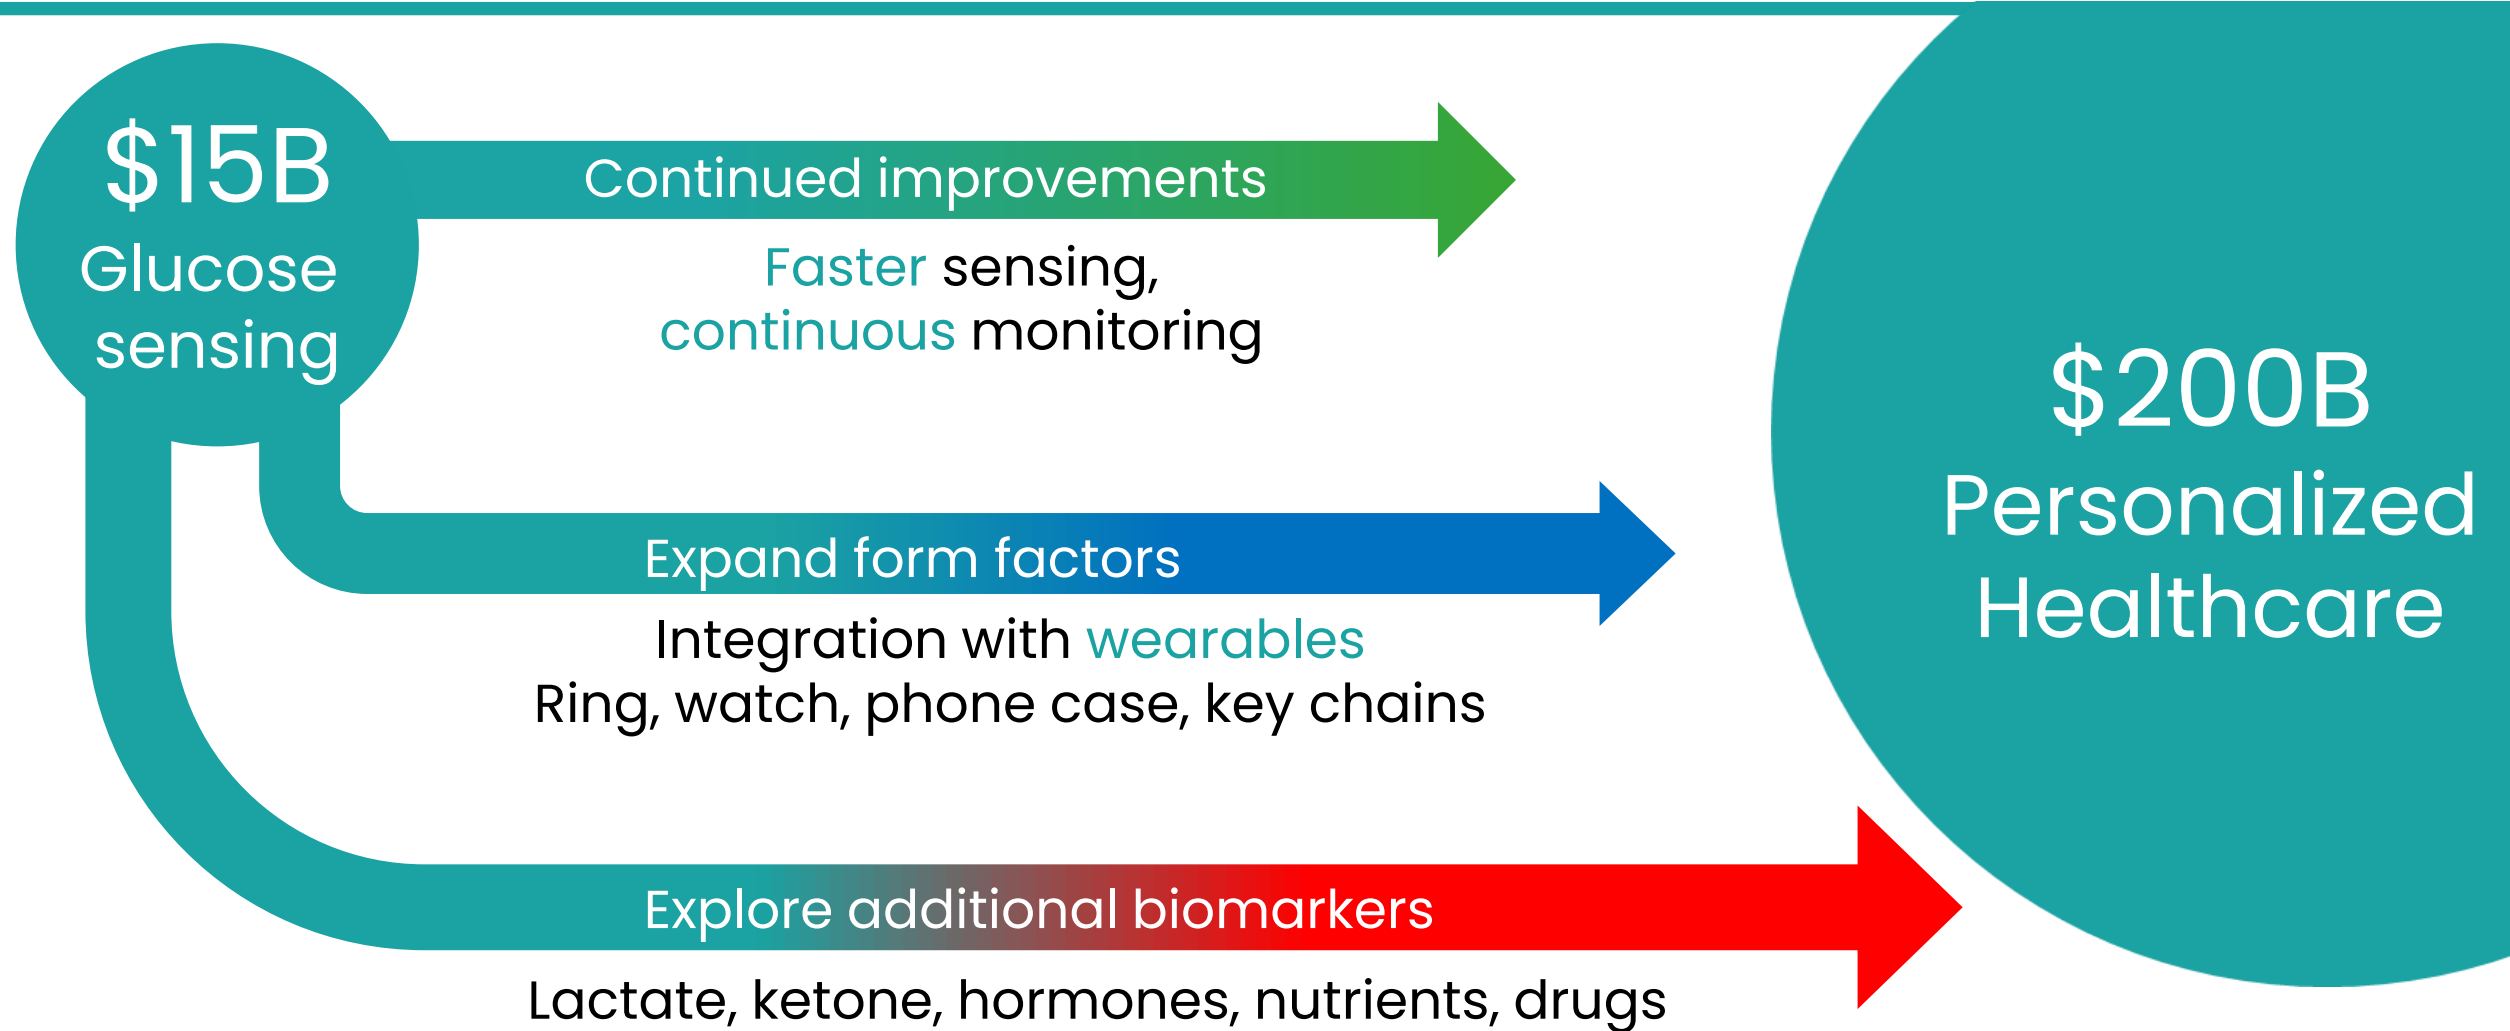 $15B
Glucose
sensing
Continued improvements
Faster sensing,
continuous monitoring
Expand form factors
Integration with wearables
Ring, watch, phone case, key chains
Explore additional biomarkers
Lactate, ketone, hormones, nutrients, drugs
$200B
Personalized
Healthcare